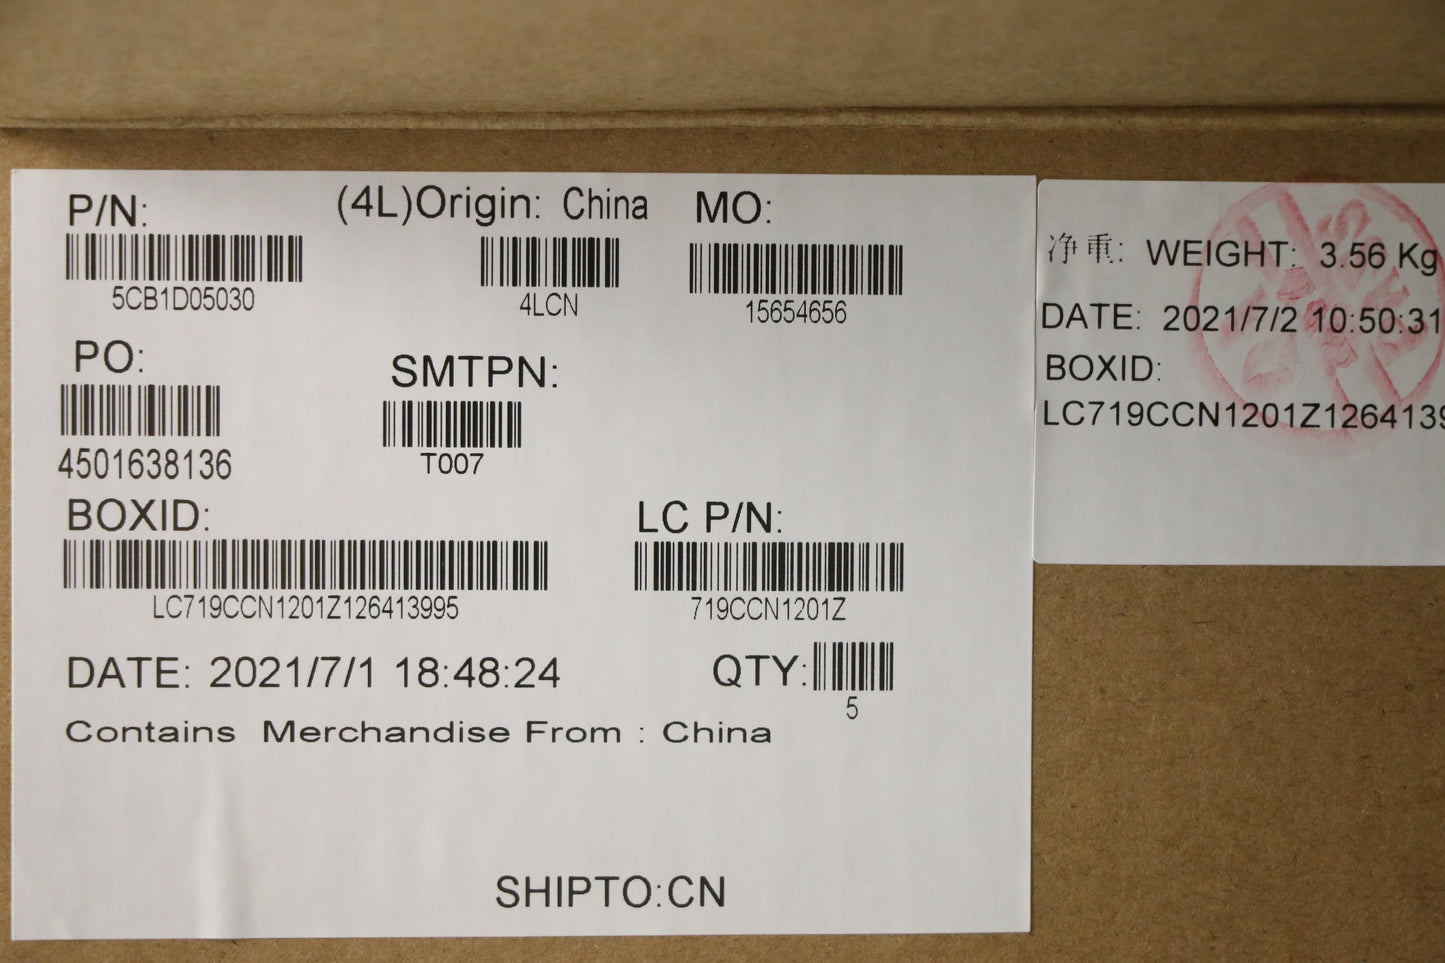 P/N:
(4L)Origin: China
MO:
5CB1D05030
4LCN
15654656
PO:
SMTPN:
4501638136
T007
BOXID:
LC P/N:
LC719CCN1201Z126413995
719CCN1201Z
DATE: 2021/7/1 18:48:24
QTY:
5
Contains Merchandise From : China
SHIPTO:CN
净重: WEIGHT: 3.56 Kg
DATE: 2021/7/2 10:50:31
BOXID:
LC719CCN1201Z1264139